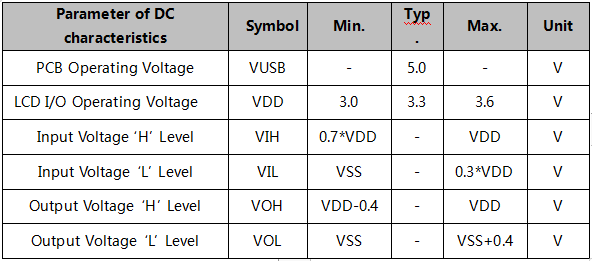 Parameter of DC characteristics Symbol Min. Typ. Max. Unit
PCB Operating Voltage VUSB - 5.0 - V
LCD I/O Operating Voltage VDD 3.0 3.3 3.6 V
Input Voltage ‘H’ Level VIH 0.7*VDD - VDD V
Input Voltage ‘L’ Level VIL VSS - 0.3*VDD V
Output Voltage ‘H’ Level VOH VDD-0.4 - VDD V
Output Voltage ‘L’ Level VOL VSS - VSS+0.4 V